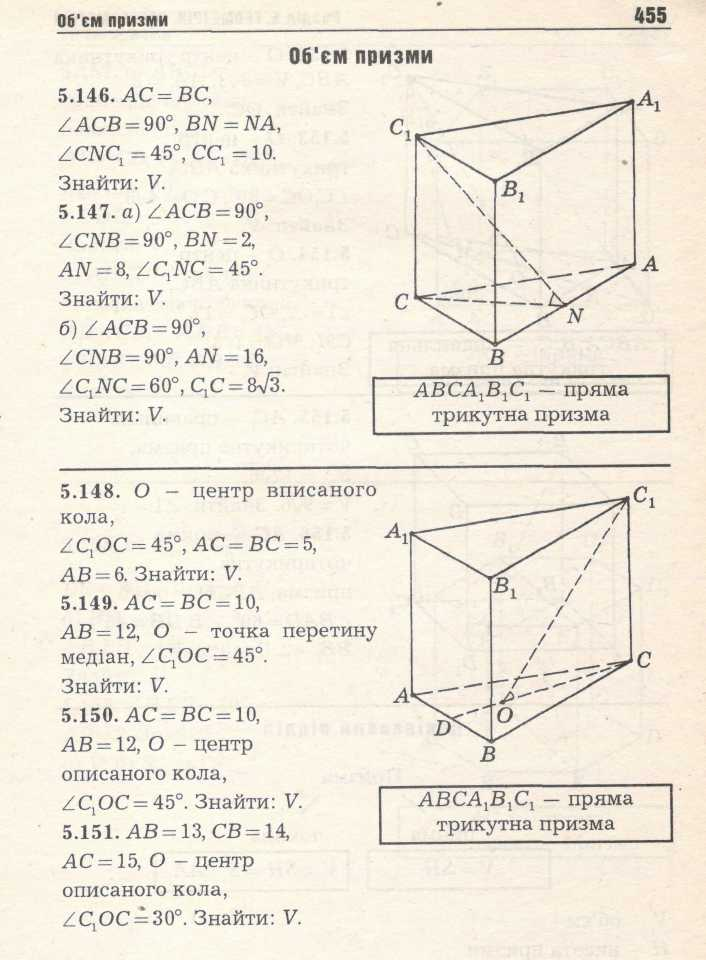 Об'єм призми
455
Об'єм призми
5.146. AC = BC,
∠ACB = 90°, BN = NA,
∠CNC₁ = 45°, CC₁ = 10.
Знайти: V.
5.147. а) ∠ACB = 90°,
∠CNB = 90°, BN = 2,
AN = 8, ∠C₁NC = 45°.
Знайти: V.
б) ∠ACB = 90°,
∠CNB = 90°, AN = 16,
∠C₁NC = 60°, C₁C = 8√3.
Знайти: V.
A₁
C₁
B₁
A
C
N
B
ABCA₁B₁C₁ — пряма
трикутна призма
5.148. O — центр вписаного
кола,
∠C₁OC = 45°, AC = BC = 5,
AB = 6. Знайти: V.
5.149. AC = BC = 10,
AB = 12, O — точка перетину
медіан, ∠C₁OC = 45°.
Знайти: V.
5.150. AC = BC = 10,
AB = 12, O — центр
описаного кола,
∠C₁OC = 45°. Знайти: V.
5.151. AB = 13, CB = 14,
AC = 15, O — центр
описаного кола,
∠C₁OC = 30°. Знайти: V.
C₁
A₁
B₁
C
A
O
D
B
ABCA₁B₁C₁ — пряма
трикутна призма